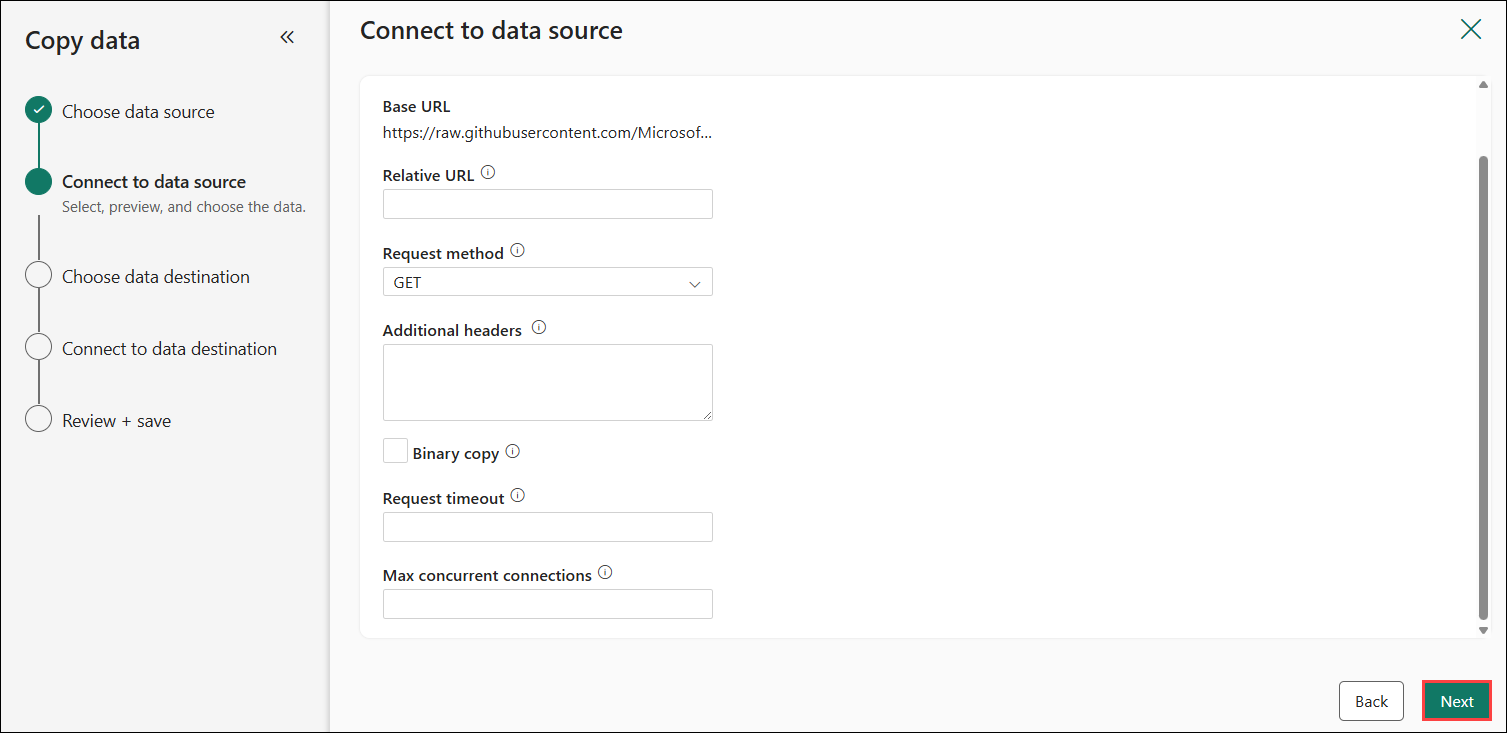 Copy data
Choose data source
Connect to data source
Select, preview, and choose the data.
Choose data destination
Connect to data destination
Review + save
Connect to data source
Base URL
https://raw.githubusercontent.com/Microsof...
Relative URL
Request method
GET
Additional headers
Binary copy
Request timeout
Max concurrent connections
Back
Next